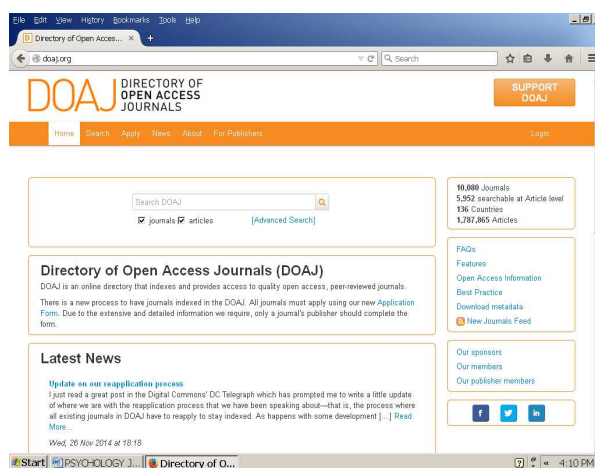 File Edit View History Bookmarks Tools Help
Directory of Open Acces... × +
doaj.org
Search
DOAJ DIRECTORY OF
OPEN ACCESS
JOURNALS
SUPPORT
DOAJ
Home Search Apply News About For Publishers Login
Search DOAJ
journals articles [Advanced Search]
10,080 Journals
5,952 searchable at Article level
136 Countries
1,787,865 Articles
Directory of Open Access Journals (DOAJ)
DOAJ is an online directory that indexes and provides access to quality open access, peer-reviewed journals.
There is a new process to have journals indexed in the DOAJ. All journals must apply using our new Application
Form. Due to the extensive and detailed information we require, only a journal's publisher should complete the
form.
FAQs
Features
Open Access Information
Best Practice
Download metadata
New Journals Feed
Latest News
Update on our reapplication process
I just read a great post in the Digital Commons' DC Telegraph which has prompted me to write a little update
of where we are with the reapplication process that we have been speaking about—that is, the process where
all existing journals in DOAJ have to reapply to stay indexed. As happens with some development [...] Read
More...
Wed, 26 Nov 2014 at 18:18
Our sponsors
Our members
Our publisher members
f in
Start PSYCHOLOGY J... Directory of O... « 4:10 PM